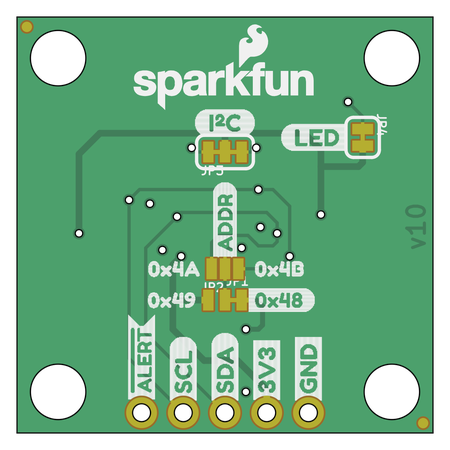 sparkfun
I²C
LED
JP4
JP3
ADDR
v10
0x4A 0x4B
JP2 JP1
0x49 0x48
ALERT SCL SDA 3V3 GND